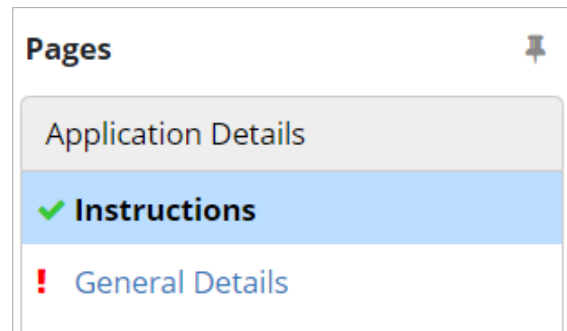 Pages
Application Details
Instructions
! General Details